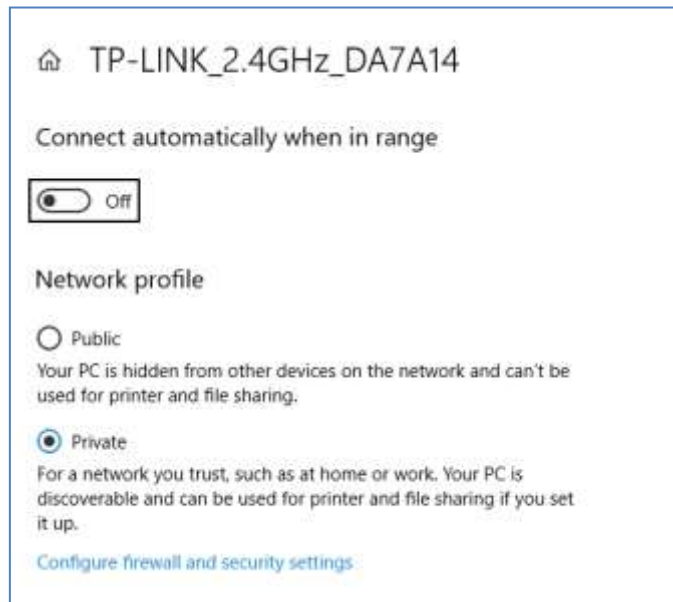 TP-LINK_2.4GHz_DA7A14
Connect automatically when in range
Off
Network profile
Public
Your PC is hidden from other devices on the network and can't be
used for printer and file sharing.
Private
For a network you trust, such as at home or work. Your PC is
discoverable and can be used for printer and file sharing if you set
it up.
Configure firewall and security settings